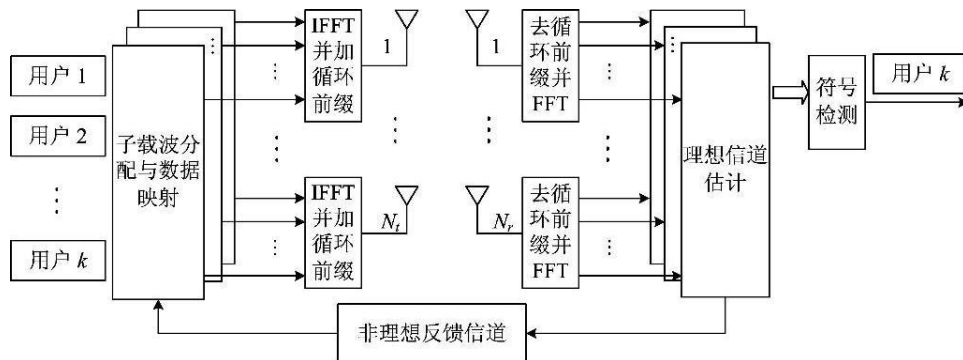 用户 1
用户 2
⋮
用户 k
子载波分
配与数据
映射
IFFT
并加
循环
前缀
1
IFFT
并加
循环
前缀
N_t
1
去循
环前
缀并
FFT
N_r
去循
环前
缀并
FFT
理想信道
估计
符号
检测
用户 k
非理想反馈信道